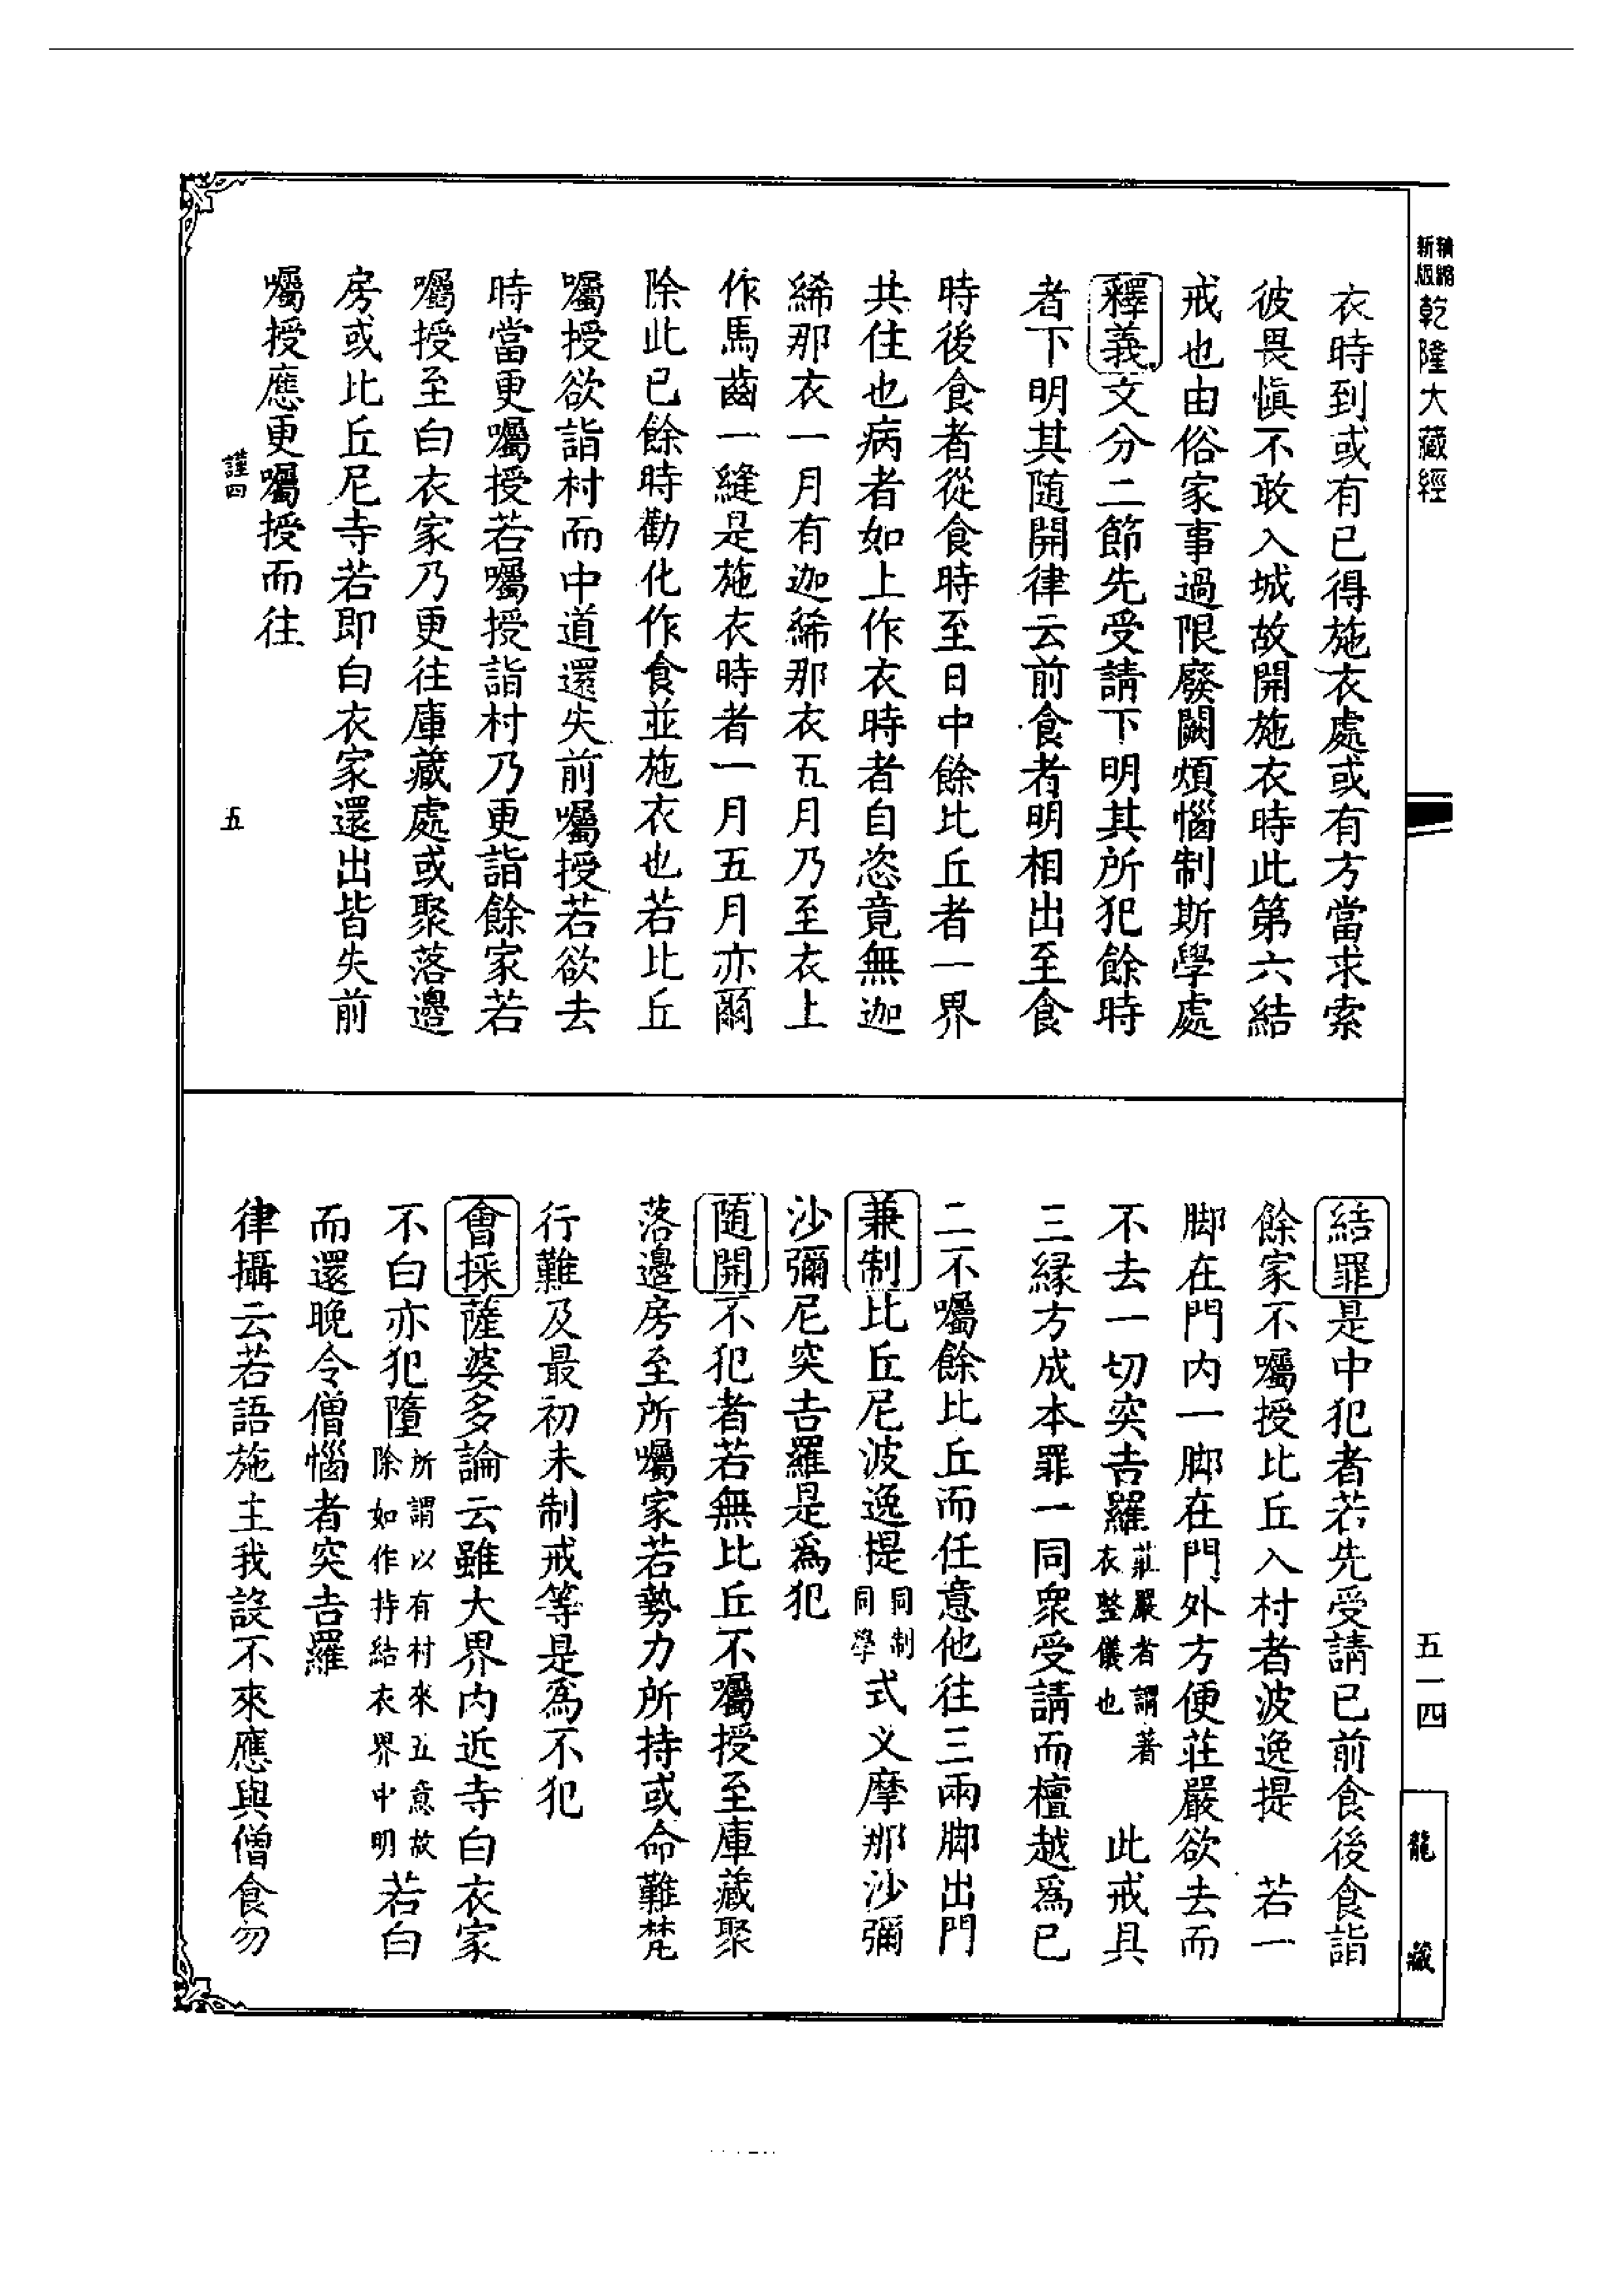 新版
精縮
乾隆大藏經
五一四
龍藏
衣時到或有已得施衣處或有方當求索
彼畏愼不敢入城故開施衣時此第六結
戒也由俗家事過限廢闕煩惱制斯學處
釋義文分二節先受請下明其所犯餘時
者下明其隨開律云前食者明相出至食
時後食者從食時至日中餘比丘者一界
共住也病者如上作衣時者自恣竟無迦
絺那衣一月有迦絺那衣五月乃至衣上
作馬齒一縫是施衣時者一月五月亦爾
除此已餘時勸化作食並施衣也若比丘
囑授欲詣村而中道還失前囑授若欲去
時當更囑授若囑授詣村乃更詣餘家若
囑授至白衣家乃更往庫藏處或聚落邊
房或比丘尼寺若即白衣家還出皆失前
囑授應更囑授而往
謹四
五
結罪是中犯者若先受請已前食後食詣
餘家不囑授比丘入村者波逸提 若一
脚在門内一脚在門外方便莊嚴欲去而
不去一切突吉羅莊嚴者謂著衣整儀也 此戒具
三緣方成本罪一同衆受請而檀越爲已
二不囑餘比丘而任意他往三兩脚出門
兼制比丘尼波逸提同制同學式义摩那沙彌
沙彌尼突吉羅是爲犯
隨開不犯者若無比丘不囑授至庫藏聚
落邊房至所囑家若勢力所持或命難梵
行難及最初未制戒等是爲不犯
會採薩婆多論云雖大界内近寺白衣家
不白亦犯墮所謂以有村來五意故除如作持結衣界中明若白
而還晚令僧惱者突吉羅
律攝云若語施主我設不來應與僧食勿